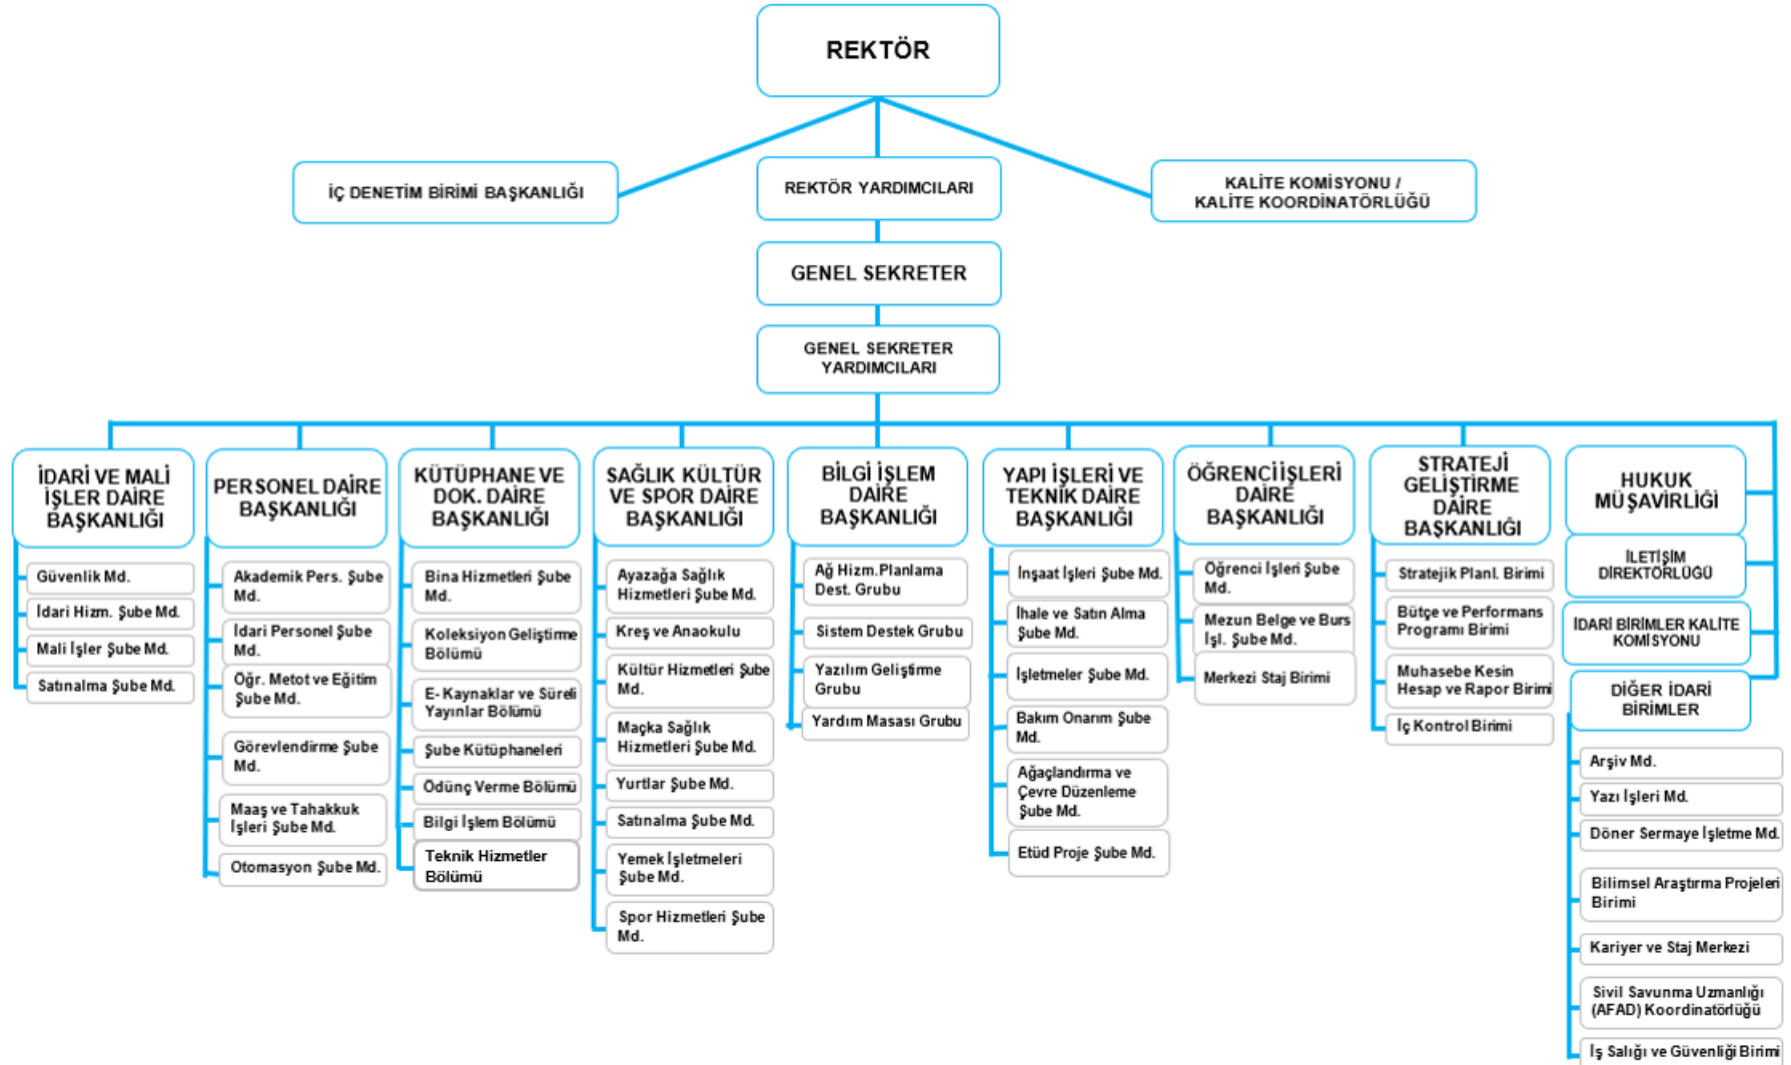 REKTÖR
İÇ DENETİM BİRİMİ BAŞKANLIĞI
REKTÖR YARDIMCILARI
KALİTE KOMİSYONU /
KALİTE KOORDİNATÖRLÜĞÜ
GENEL SEKRETER
GENEL SEKRETER
YARDIMCILARI
İDARİ VE MALİ
İŞLER DAİRE
BAŞKANLIĞI
Güvenlik Md.
İdari Hizm. Şube Md.
Mali İşler Şube Md.
Satınalma Şube Md.
PERSONEL DAİRE
BAŞKANLIĞI
Akademik Pers. Şube
Md.
İdari Personel Şube
Md.
Öğr. Metot ve Eğitim
Şube Md.
Görevlendirme Şube
Md.
Maaş ve Tahakkuk
İşleri Şube Md.
Otomasyon Şube Md.
KÜTÜPHANE VE
DOK. DAİRE
BAŞKANLIĞI
Bina Hizmetleri Şube
Md.
Koleksiyon Geliştirme
Bölümü
E- Kaynaklar ve Süreli
Yayınlar Bölümü
Şube Kütüphaneleri
Ödünç Verme Bölümü
Bilgi İşlem Bölümü
Teknik Hizmetler
Bölümü
SAĞLIK KÜLTÜR
VE SPOR DAİRE
BAŞKANLIĞI
Ayazağa Sağlık
Hizmetleri Şube Md.
Kreş ve Anaokulu
Kültür Hizmetleri Şube
Md.
Maçka Sağlık
Hizmetleri Şube Md.
Yurtlar Şube Md.
Satınalma Şube Md.
Yemek İşletmeleri
Şube Md.
Spor Hizmetleri Şube
Md.
BİLGİ İŞLEM
DAİRE
BAŞKANLIĞI
Ağ Hizm.Planlama
Dest. Grubu
Sistem Destek Grubu
Yazılım Geliştirme
Grubu
Yardım Masası Grubu
YAPI İŞLERİ VE
TEKNİK DAİRE
BAŞKANLIĞI
İnşaat İşleri Şube Md.
İhale ve Satın Alma
Şube Md.
İşletmeler Şube Md.
Bakım Onarım Şube
Md.
Ağaçlandırma ve
Çevre Düzenleme
Şube Md.
Etüd Proje Şube Md.
ÖĞRENCİ İŞLERİ
DAİRE
BAŞKANLIĞI
Öğrenci İşleri Şube
Md.
Mezun Belge ve Burs
İşl. Şube Md.
Merkezi Staj Birimi
STRATEJİ
GELİŞTİRME
DAİRE
BAŞKANLIĞI
Stratejik Planl. Birimi
Bütçe ve Performans
Programı Birimi
Muhasebe Kesin
Hesap ve Rapor Birimi
İç Kontrol Birimi
HUKUK
MÜŞAVİRLİĞİ
İLETİŞİM
DİREKTÖRLÜĞÜ
İDARİ BİRİMLER KALİTE
KOMİSYONU
DİĞER İDARİ
BİRİMLER
Arşiv Md.
Yazı İşleri Md.
Döner Sermaye İşletme Md.
Bilimsel Araştırma Projeleri
Birimi
Kariyer ve Staj Merkezi
Sivil Savunma Uzmanlığı
(AFAD) Koordinatörlüğü
İş Salığı ve Güvenliği Birimi